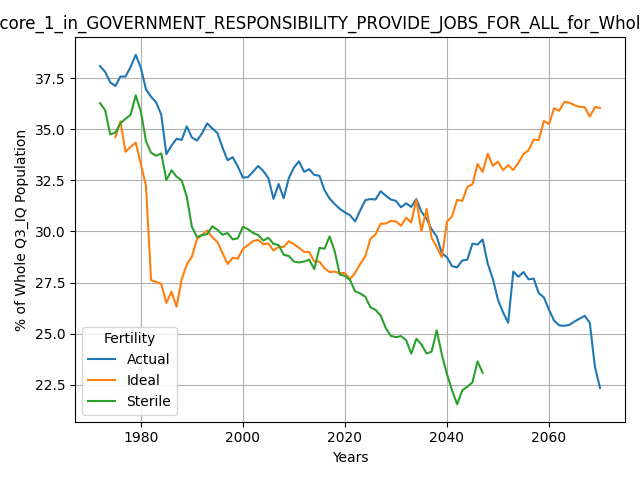 core_1_in_GOVERNMENT_RESPONSIBILITY_PROVIDE_JOBS_FOR_ALL_for_Whol
37.5
35.0
32.5
30.0
27.5
25.0
22.5
% of Whole Q3_IQ Population
Fertility
Actual
Ideal
Sterile
1980 2000 2020 2040 2060
Years